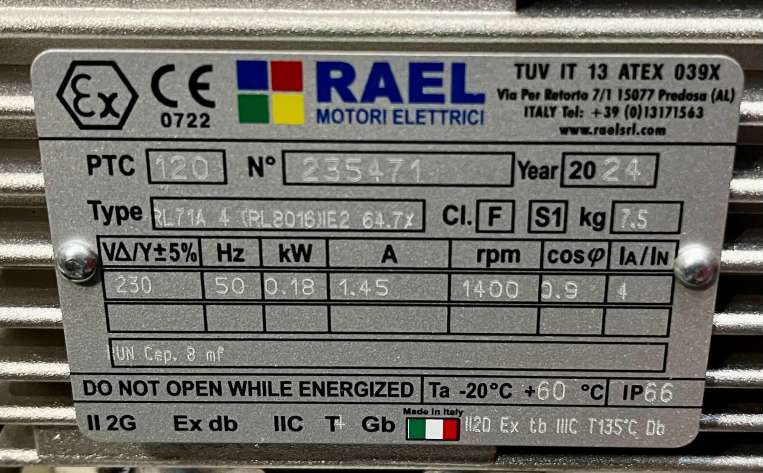 Ex CE 0722 RAEL MOTORI ELETTRICI
TUV IT 13 ATEX 039X
Via Por Retorto 7/1 15077 Predosa (AL)
ITALY Tel: +39 (0)13171563
www.raelsrl.com
PTC 120 N° 235471 Year 20 24
Type RL71A 4 (RL8016)IE2 64.7X Cl. F S1 kg 7.5
VΔ/Y±5% Hz kW A rpm cosφ IA/IN
230 50 0.18 1.45 1400 0.9 4
UN Cep. 8 mF
DO NOT OPEN WHILE ENERGIZED Ta -20°C +60 °C IP66
Made in Italy
II 2G Ex db IIC T4 Gb II2D Ex tb IIIC T135°C Db